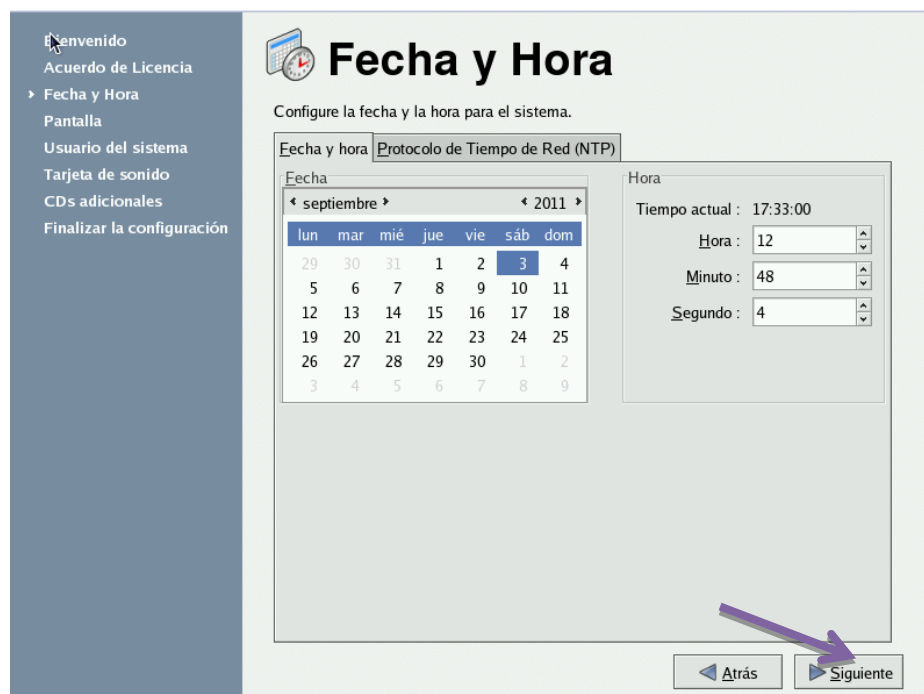 Bienvenido
Acuerdo de Licencia
Fecha y Hora
Pantalla
Usuario del sistema
Tarjeta de sonido
CDs adicionales
Finalizar la configuración
Fecha y Hora
Configure la fecha y la hora para el sistema.
Fecha y hora Protocolo de Tiempo de Red (NTP)
Fecha
septiembre 2011
lun mar mié jue vie sáb dom
29 30 31 1 2 3 4
5 6 7 8 9 10 11
12 13 14 15 16 17 18
19 20 21 22 23 24 25
26 27 28 29 30 1 2
3 4 5 6 7 8 9
Hora
Tiempo actual : 17:33:00
Hora : 12
Minuto : 48
Segundo : 4
Atrás Siguiente